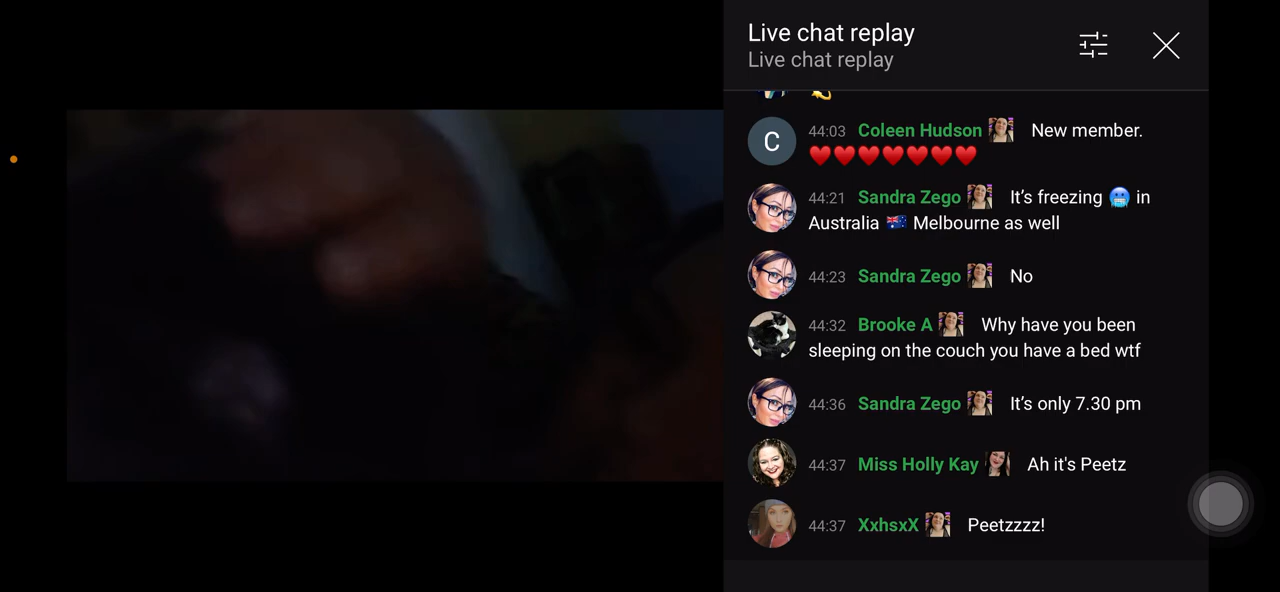 Live chat replay
Live chat replay
C
44:03 Coleen Hudson New member.
❤️❤️❤️❤️❤️❤️❤️
44:21 Sandra Zego It's freezing 🥶 in
Australia 🇦🇺 Melbourne as well
44:23 Sandra Zego No
44:32 Brooke A Why have you been
sleeping on the couch you have a bed wtf
44:36 Sandra Zego It's only 7.30 pm
44:37 Miss Holly Kay Ah it's Peetz
44:37 XxhsxX Peetzzzz!